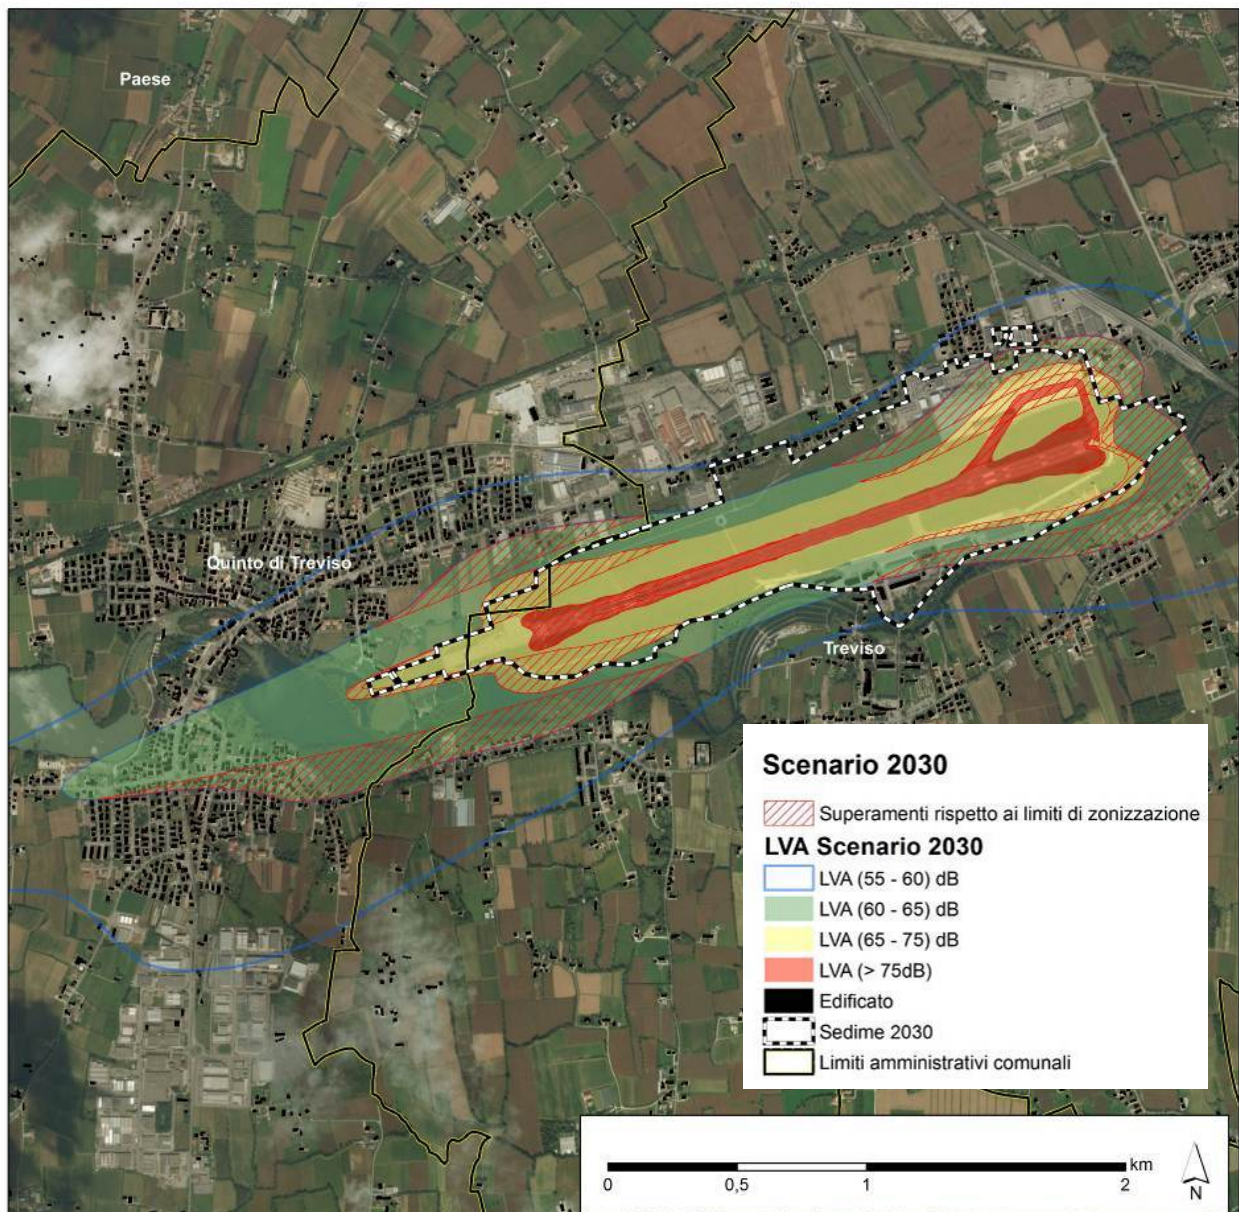 Paese
Quinto di Treviso
Treviso
Scenario 2030
Superamenti rispetto ai limiti di zonizzazione
LVA Scenario 2030
LVA (55 - 60) dB
LVA (60 - 65) dB
LVA (65 - 75) dB
LVA (> 75dB)
Edificato
Sedime 2030
Limiti amministrativi comunali
km
0 0,5 1 2
N